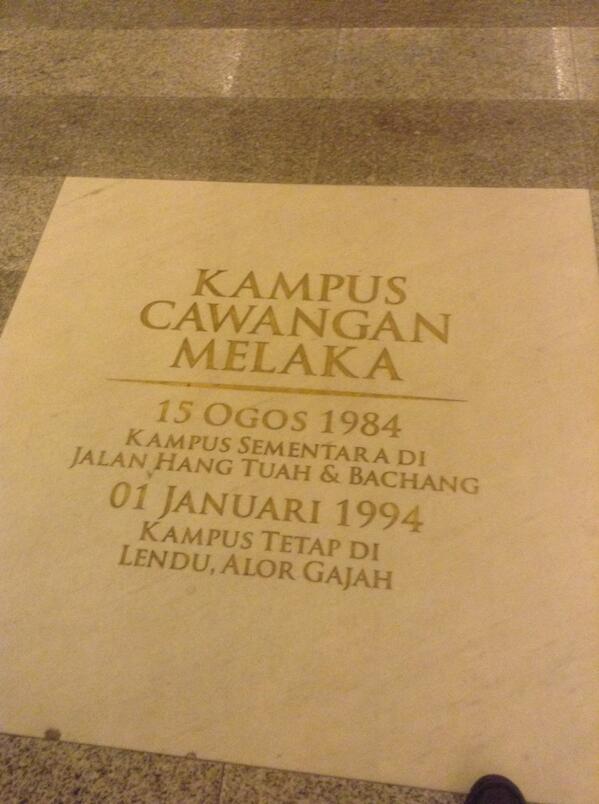 KAMPUS
CAWANGAN
MELAKA
15 OGOS 1984
KAMPUS SEMENTARA DI
JALAN HANG TUAH & BACHANG
01 JANUARI 1994
KAMPUS TETAP DI
LENDU, ALOR GAJAH